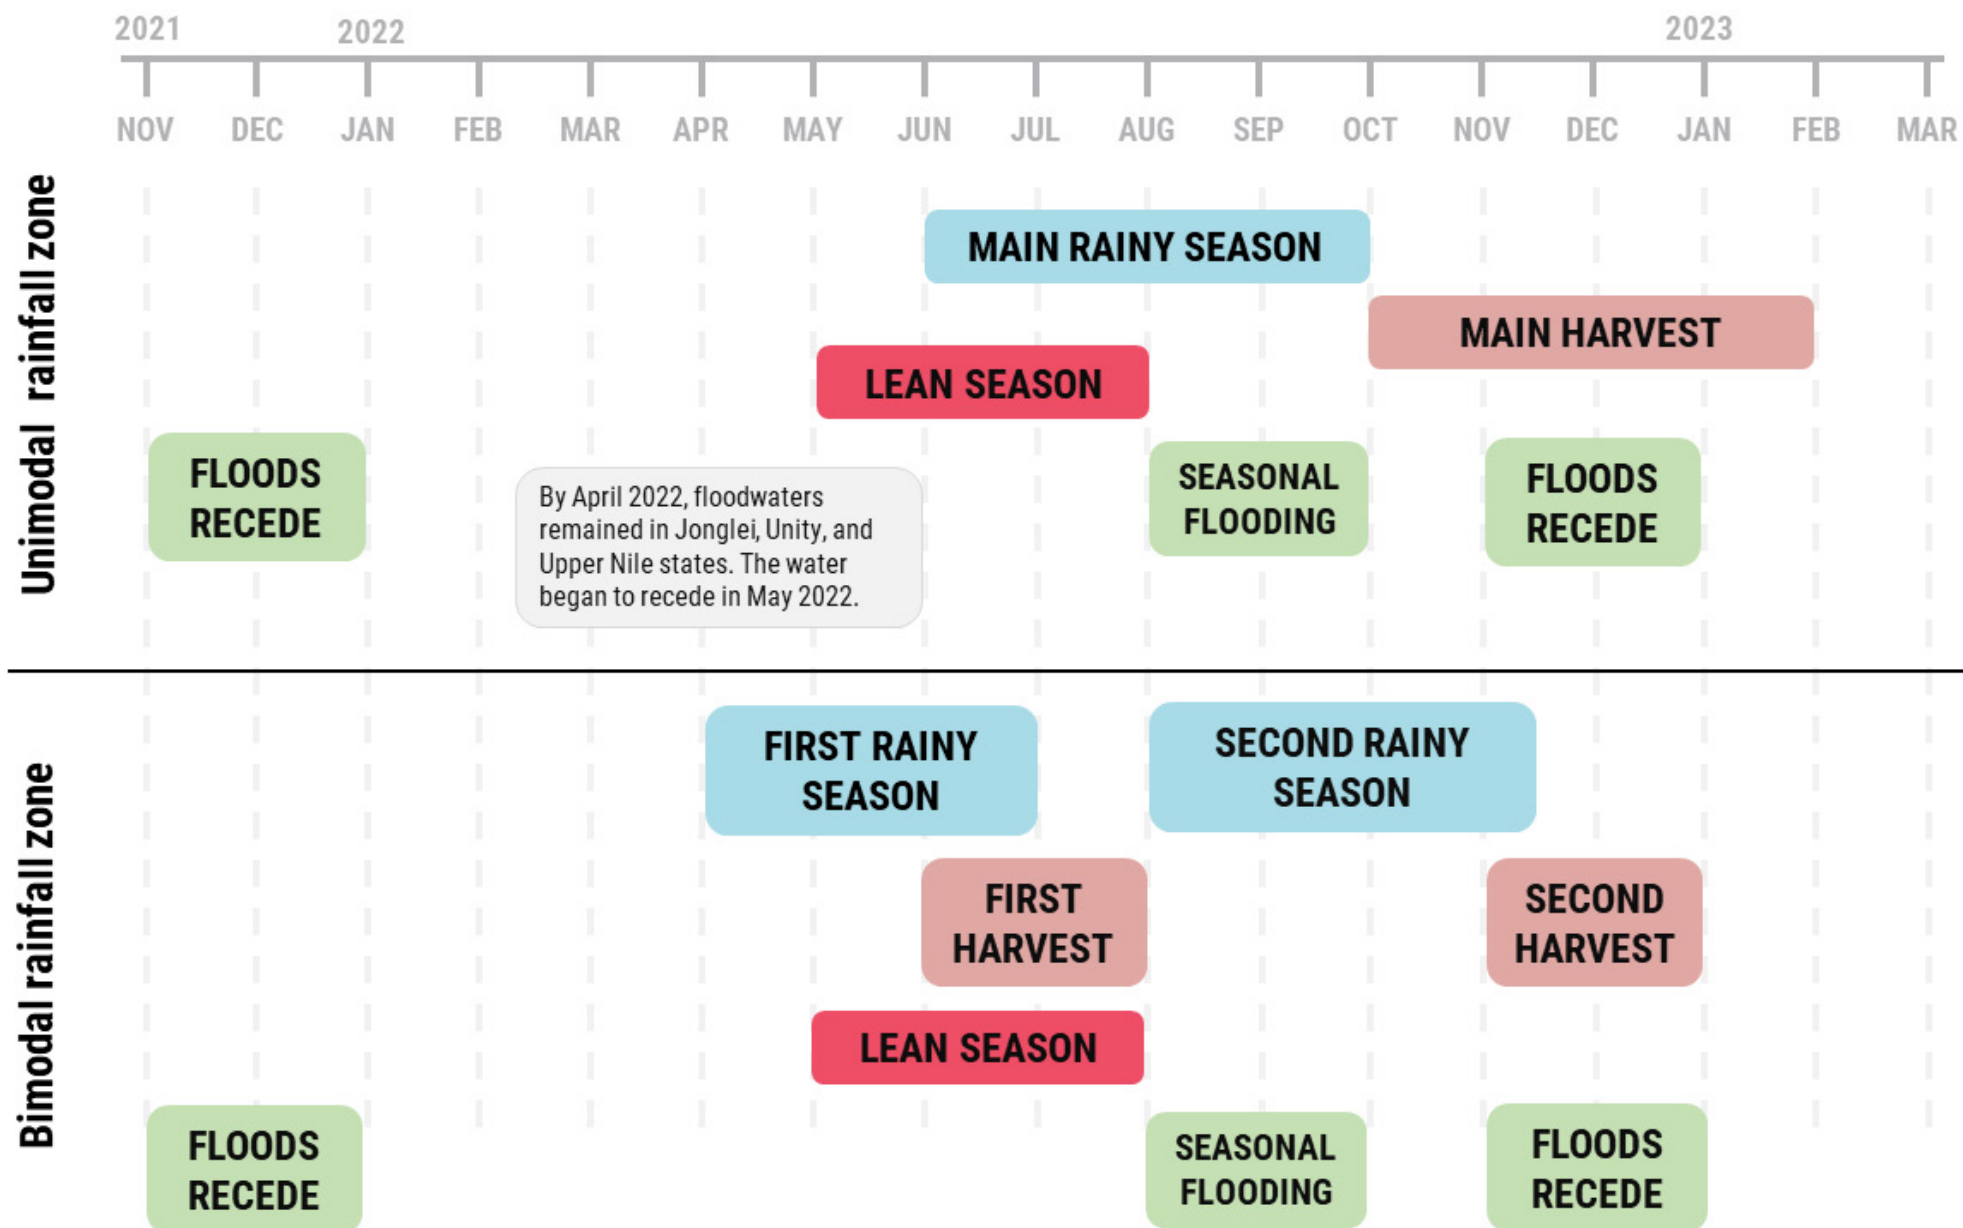 2021 2022 2023
NOV DEC JAN FEB MAR APR MAY JUN JUL AUG SEP OCT NOV DEC JAN FEB MAR
Unimodal rainfall zone
MAIN RAINY SEASON
MAIN HARVEST
LEAN SEASON
FLOODS
RECEDE
By April 2022, floodwaters
remained in Jonglei, Unity, and
Upper Nile states. The water
began to recede in May 2022.
SEASONAL
FLOODING
FLOODS
RECEDE
Bimodal rainfall zone
FIRST RAINY
SEASON
SECOND RAINY
SEASON
FIRST
HARVEST
SECOND
HARVEST
LEAN SEASON
FLOODS
RECEDE
SEASONAL
FLOODING
FLOODS
RECEDE